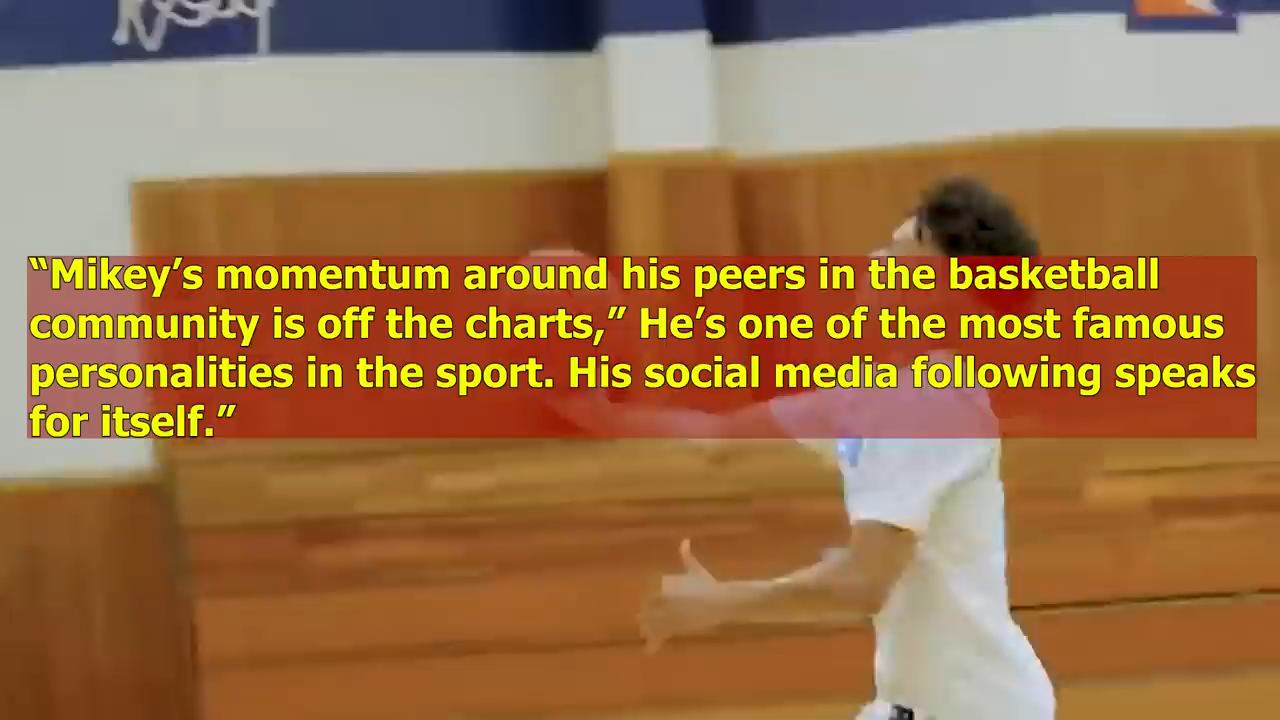 “Mikey’s momentum around his peers in the basketball
community is off the charts,” He’s one of the most famous
personalities in the sport. His social media following speaks
for itself.”